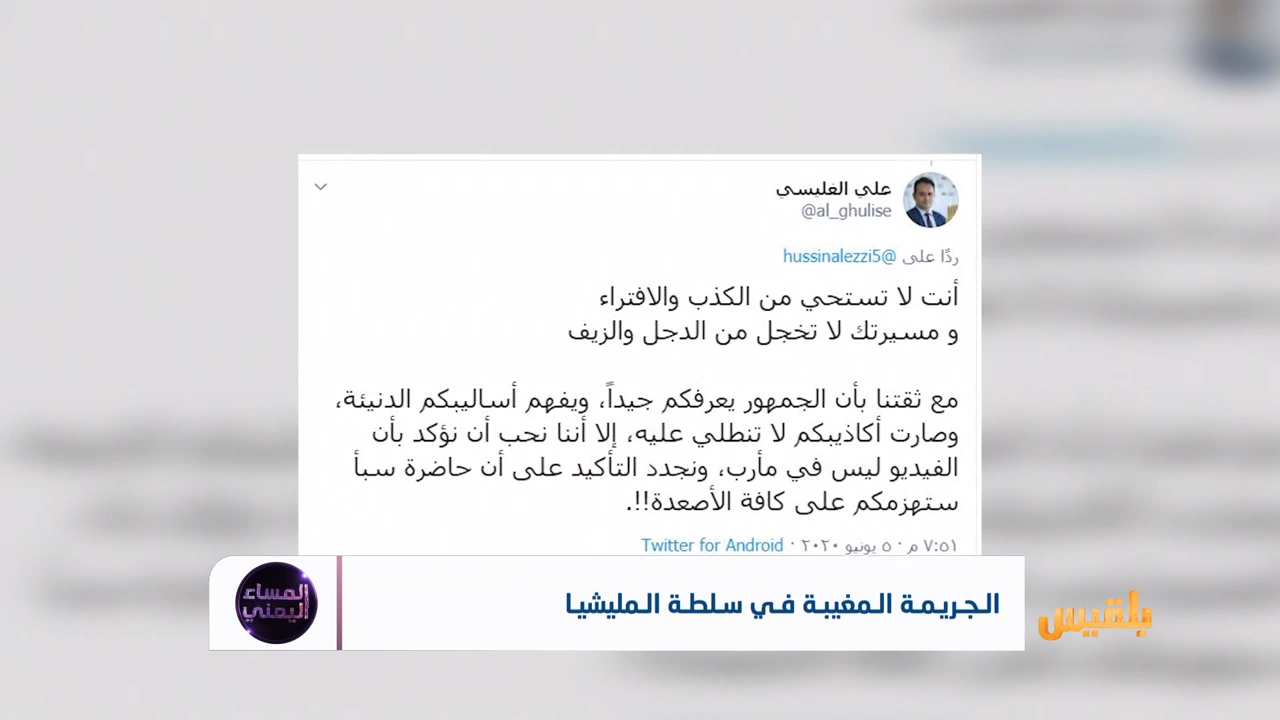 علي الغليسي
@al_ghulise
ردًا على @hussinalezzi5
أنت لا تستحي من الكذب والافتراء
و مسيرتك لا تخجل من الدجل والزيف
مع ثقتنا بأن الجمهور يعرفكم جيداً، ويفهم أساليبكم الدنيئة،
وصارت أكاذيبكم لا تنطلي عليه، إلا أننا نحب أن نؤكد بأن
الفيديو ليس في مأرب، ونجدد التأكيد على أن حاضرة سبأ
ستهزمكم على كافة الأصعدة!!.
٧:٥١ م · ٥ يونيو ٢٠٢٠ · Twitter for Android
الجريمة المغيبة في سلطة المليشيا
المساء
اليمني
بلقيس